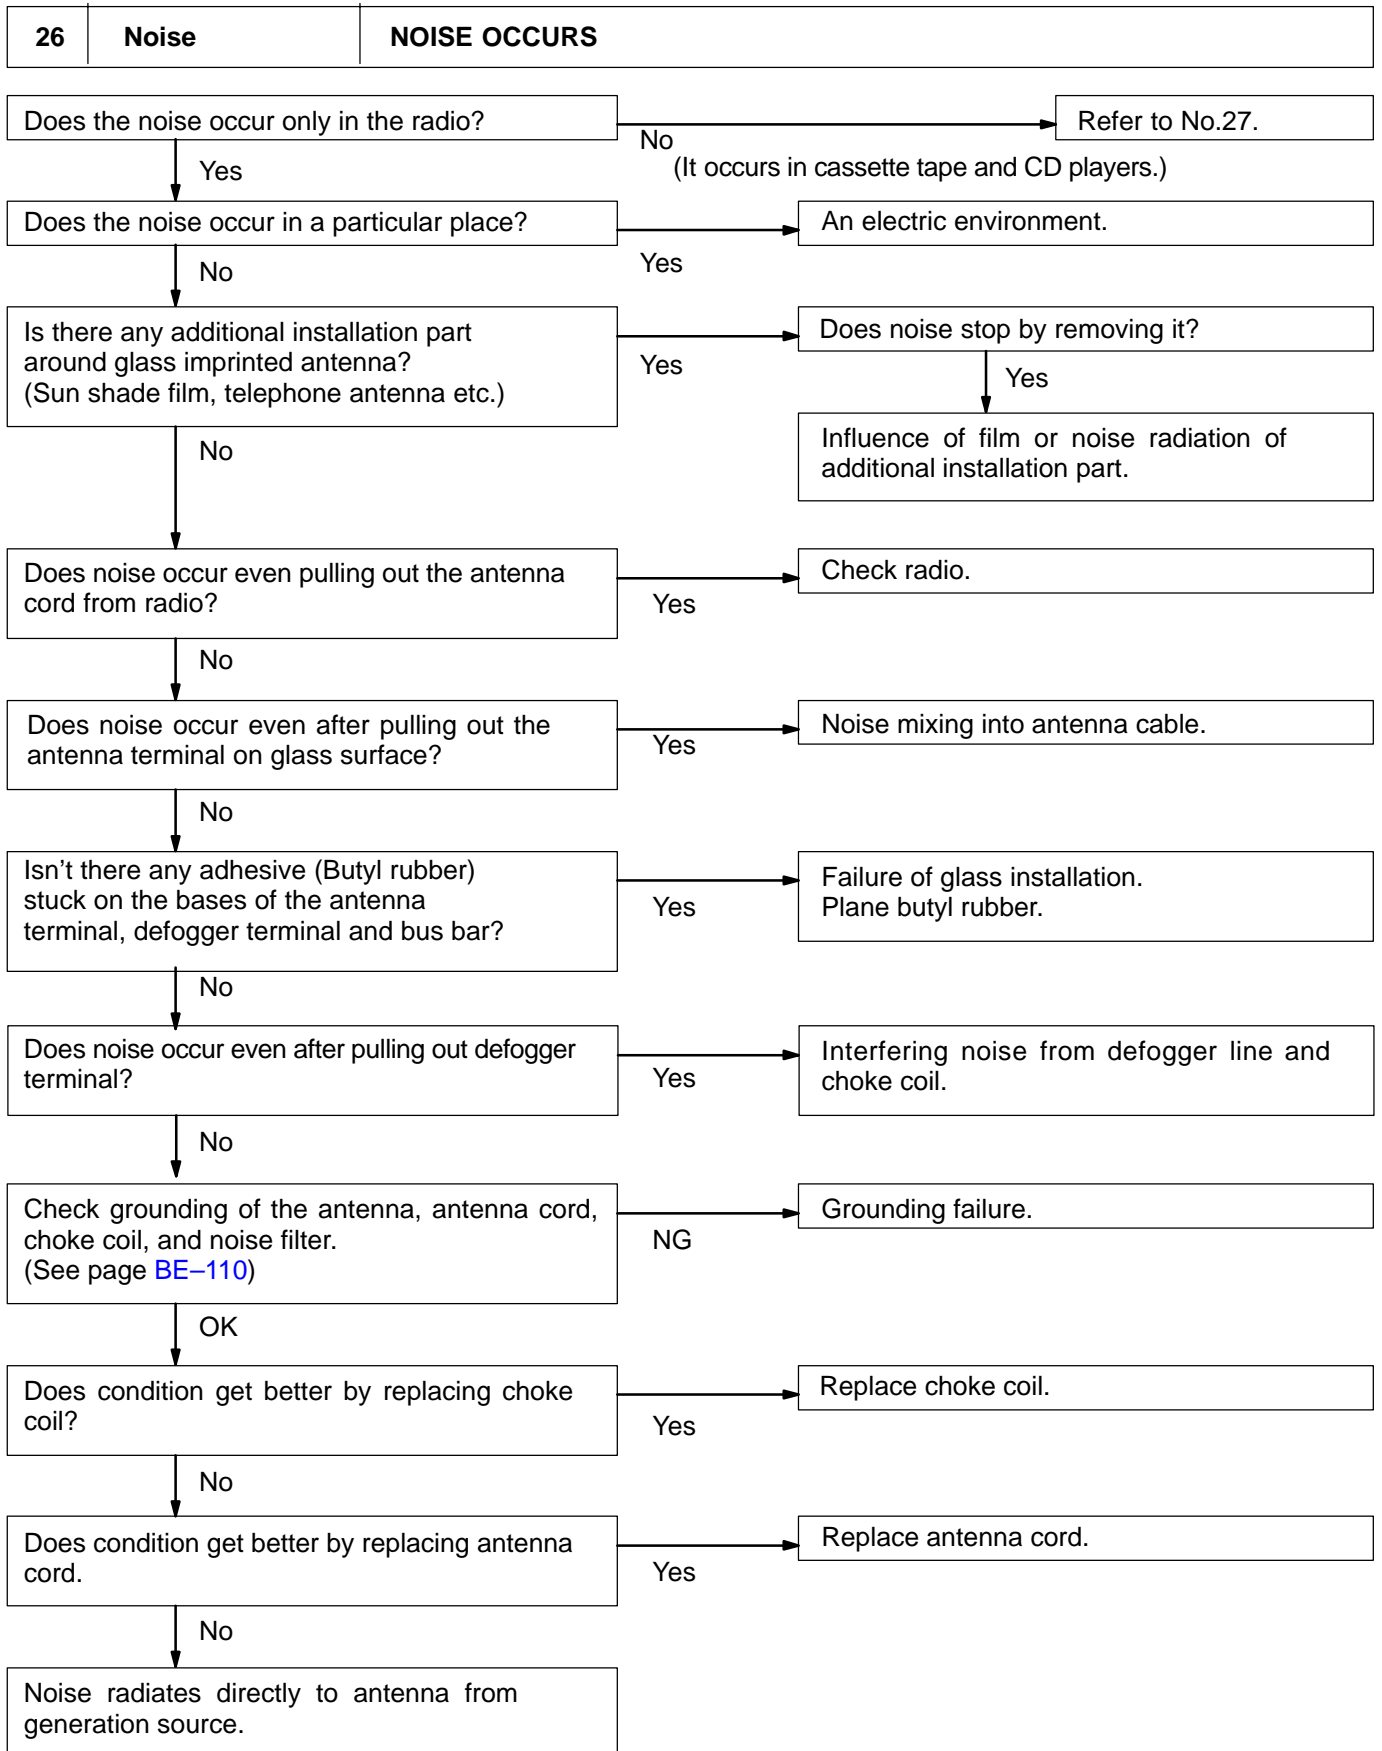 26 Noise NOISE OCCURS
Does the noise occur only in the radio?
No
(It occurs in cassette tape and CD players.)
Refer to No.27.
Yes
Does the noise occur in a particular place?
Yes
An electric environment.
No
Is there any additional installation part
around glass imprinted antenna?
(Sun shade film, telephone antenna etc.)
Yes
Does noise stop by removing it?
Yes
Influence of film or noise radiation of
additional installation part.
No
Does noise occur even pulling out the antenna
cord from radio?
Yes
Check radio.
No
Does noise occur even after pulling out the
antenna terminal on glass surface?
Yes
Noise mixing into antenna cable.
No
Isn't there any adhesive (Butyl rubber)
stuck on the bases of the antenna
terminal, defogger terminal and bus bar?
Yes
Failure of glass installation.
Plane butyl rubber.
No
Does noise occur even after pulling out defogger
terminal?
Yes
Interfering noise from defogger line and
choke coil.
No
Check grounding of the antenna, antenna cord,
choke coil, and noise filter.
(See page BE–110)
NG
Grounding failure.
OK
Does condition get better by replacing choke
coil?
Yes
Replace choke coil.
No
Does condition get better by replacing antenna
cord.
Yes
Replace antenna cord.
No
Noise radiates directly to antenna from
generation source.